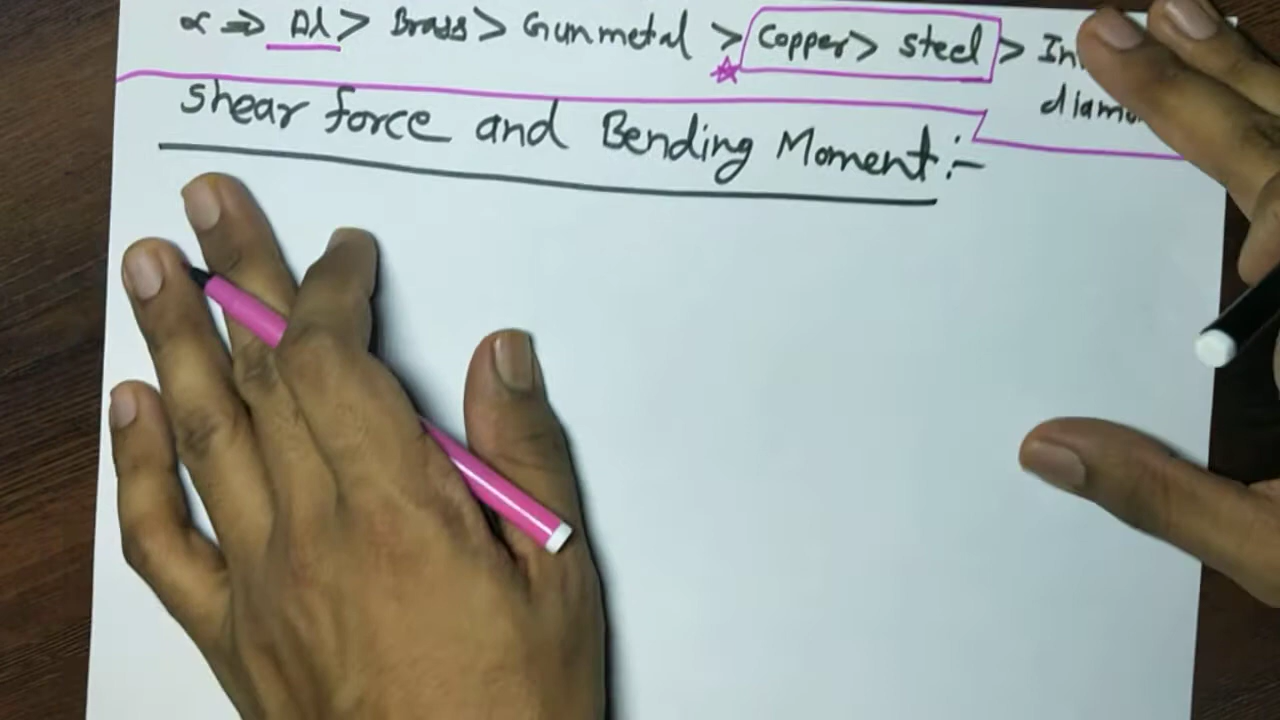 α ⇒ Al > Brass > Gunmetal > Copper > steel >
shear force and Bending Moment :-